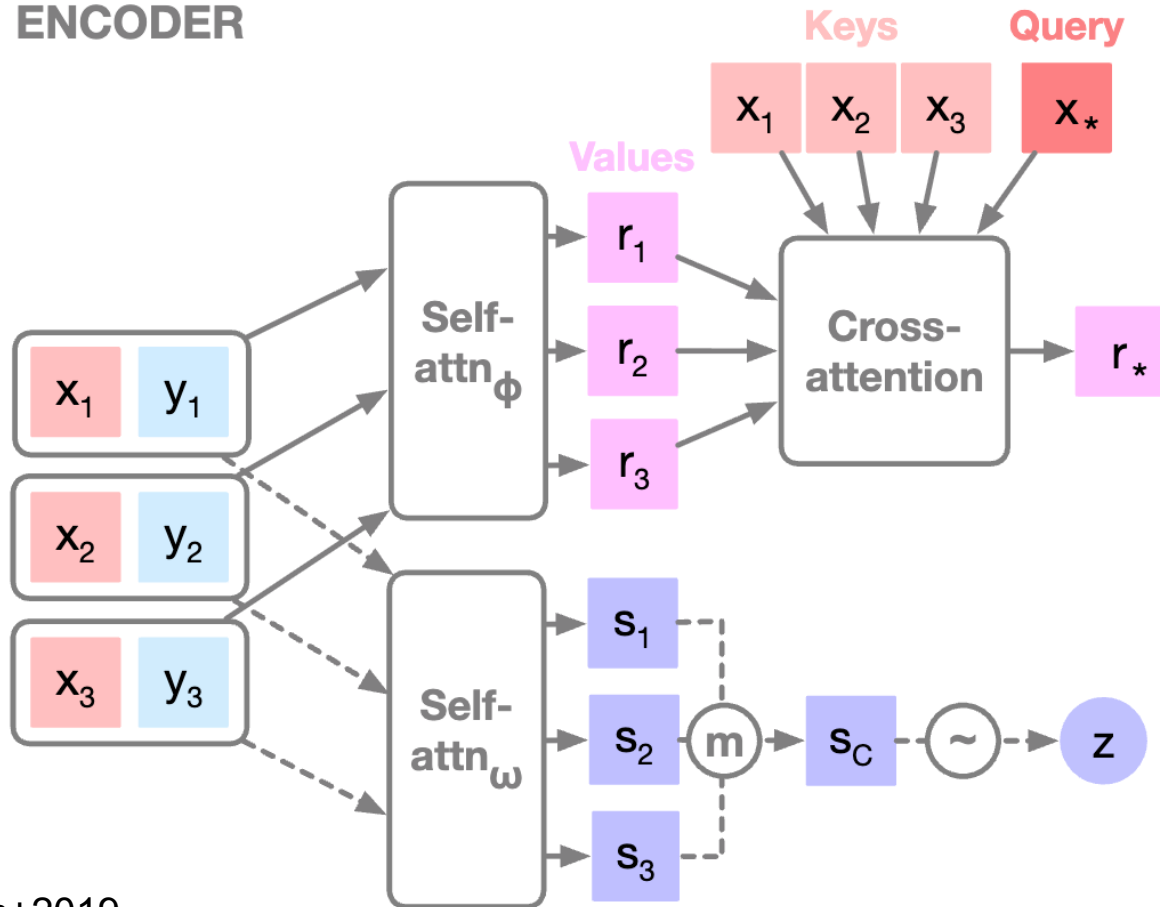 ENCODER
Keys
Query
x₁ x₂ x₃ x*
Values
r₁
r₂
r₃
Self-
attnϕ
Cross-
attention
r*
x₁ y₁
x₂ y₂
x₃ y₃
Self-
attnω
s₁
s₂
s₃
m
sC
~
z
2019